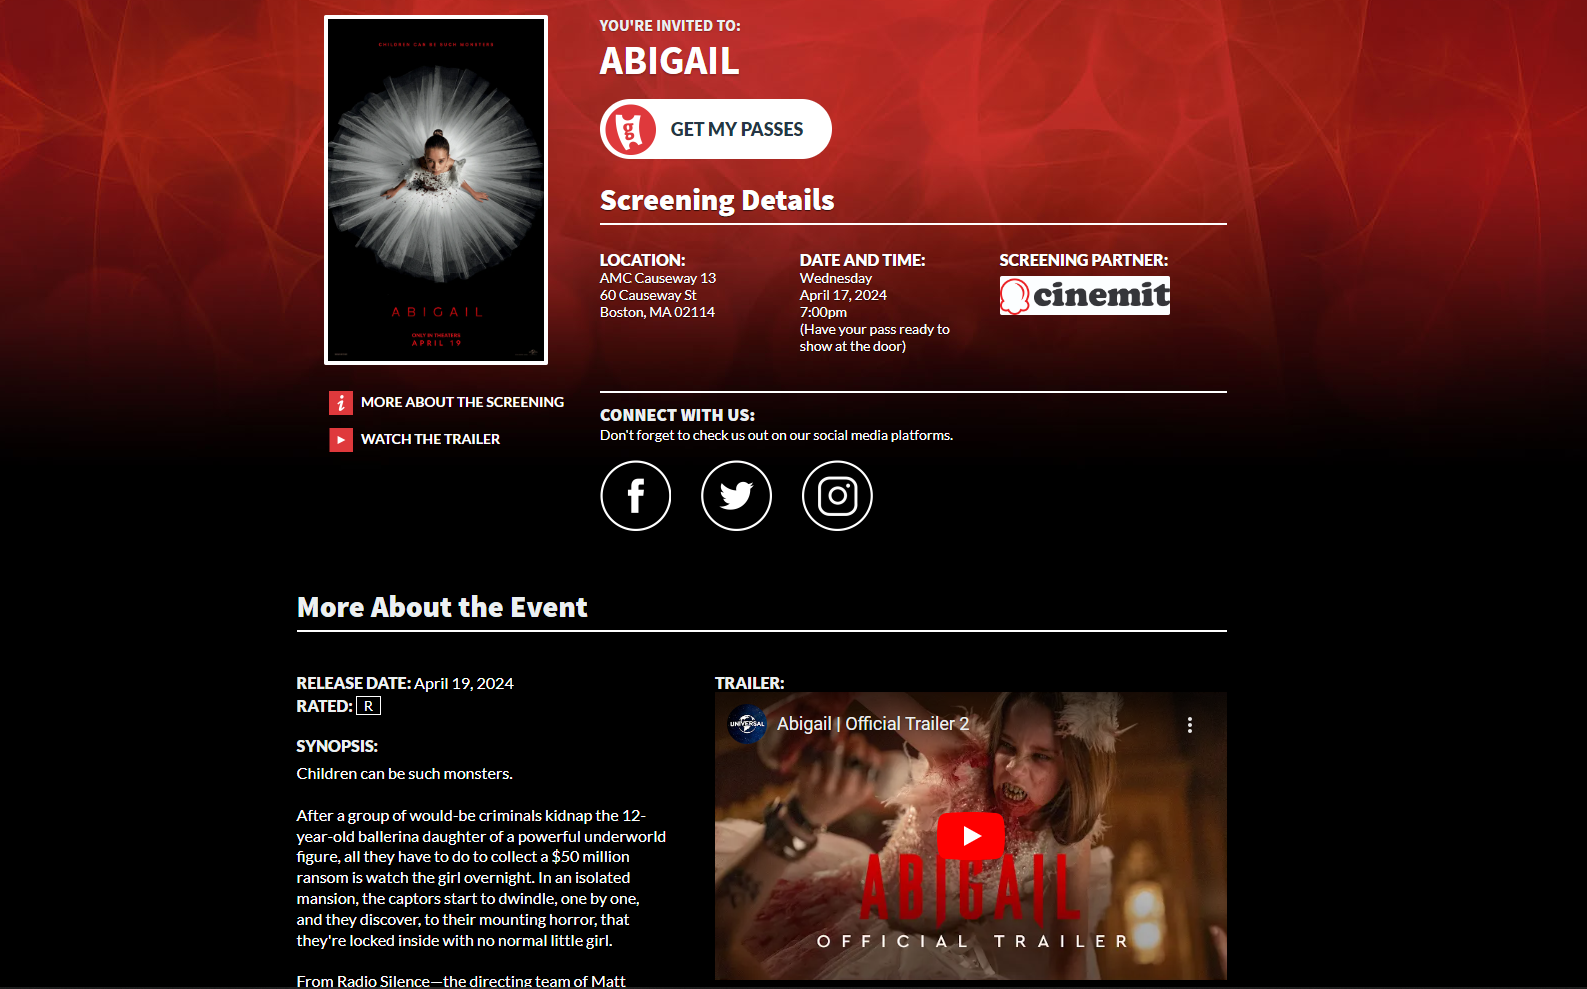 CHILDREN CAN BE SUCH MONSTERS
ABIGAIL
ONLY IN THEATERS
APRIL 19
MORE ABOUT THE SCREENING
WATCH THE TRAILER
YOU'RE INVITED TO:
ABIGAIL
g
GET MY PASSES
Screening Details
LOCATION:
AMC Causeway 13
60 Causeway St
Boston, MA 02114
DATE AND TIME:
Wednesday
April 17, 2024
7:00pm
(Have your pass ready to
show at the door)
SCREENING PARTNER:
cinemit
CONNECT WITH US:
Don't forget to check us out on our social media platforms.
More About the Event
RELEASE DATE: April 19, 2024
RATED: R
SYNOPSIS:
Children can be such monsters.
After a group of would-be criminals kidnap the 12-
year-old ballerina daughter of a powerful underworld
figure, all they have to do to collect a $50 million
ransom is watch the girl overnight. In an isolated
mansion, the captors start to dwindle, one by one,
and they discover, to their mounting horror, that
they're locked inside with no normal little girl.
From Radio Silence—the directing team of Matt
TRAILER:
UNIVERSAL
Abigail | Official Trailer 2
ABIGAIL
OFFICIAL TRAILER